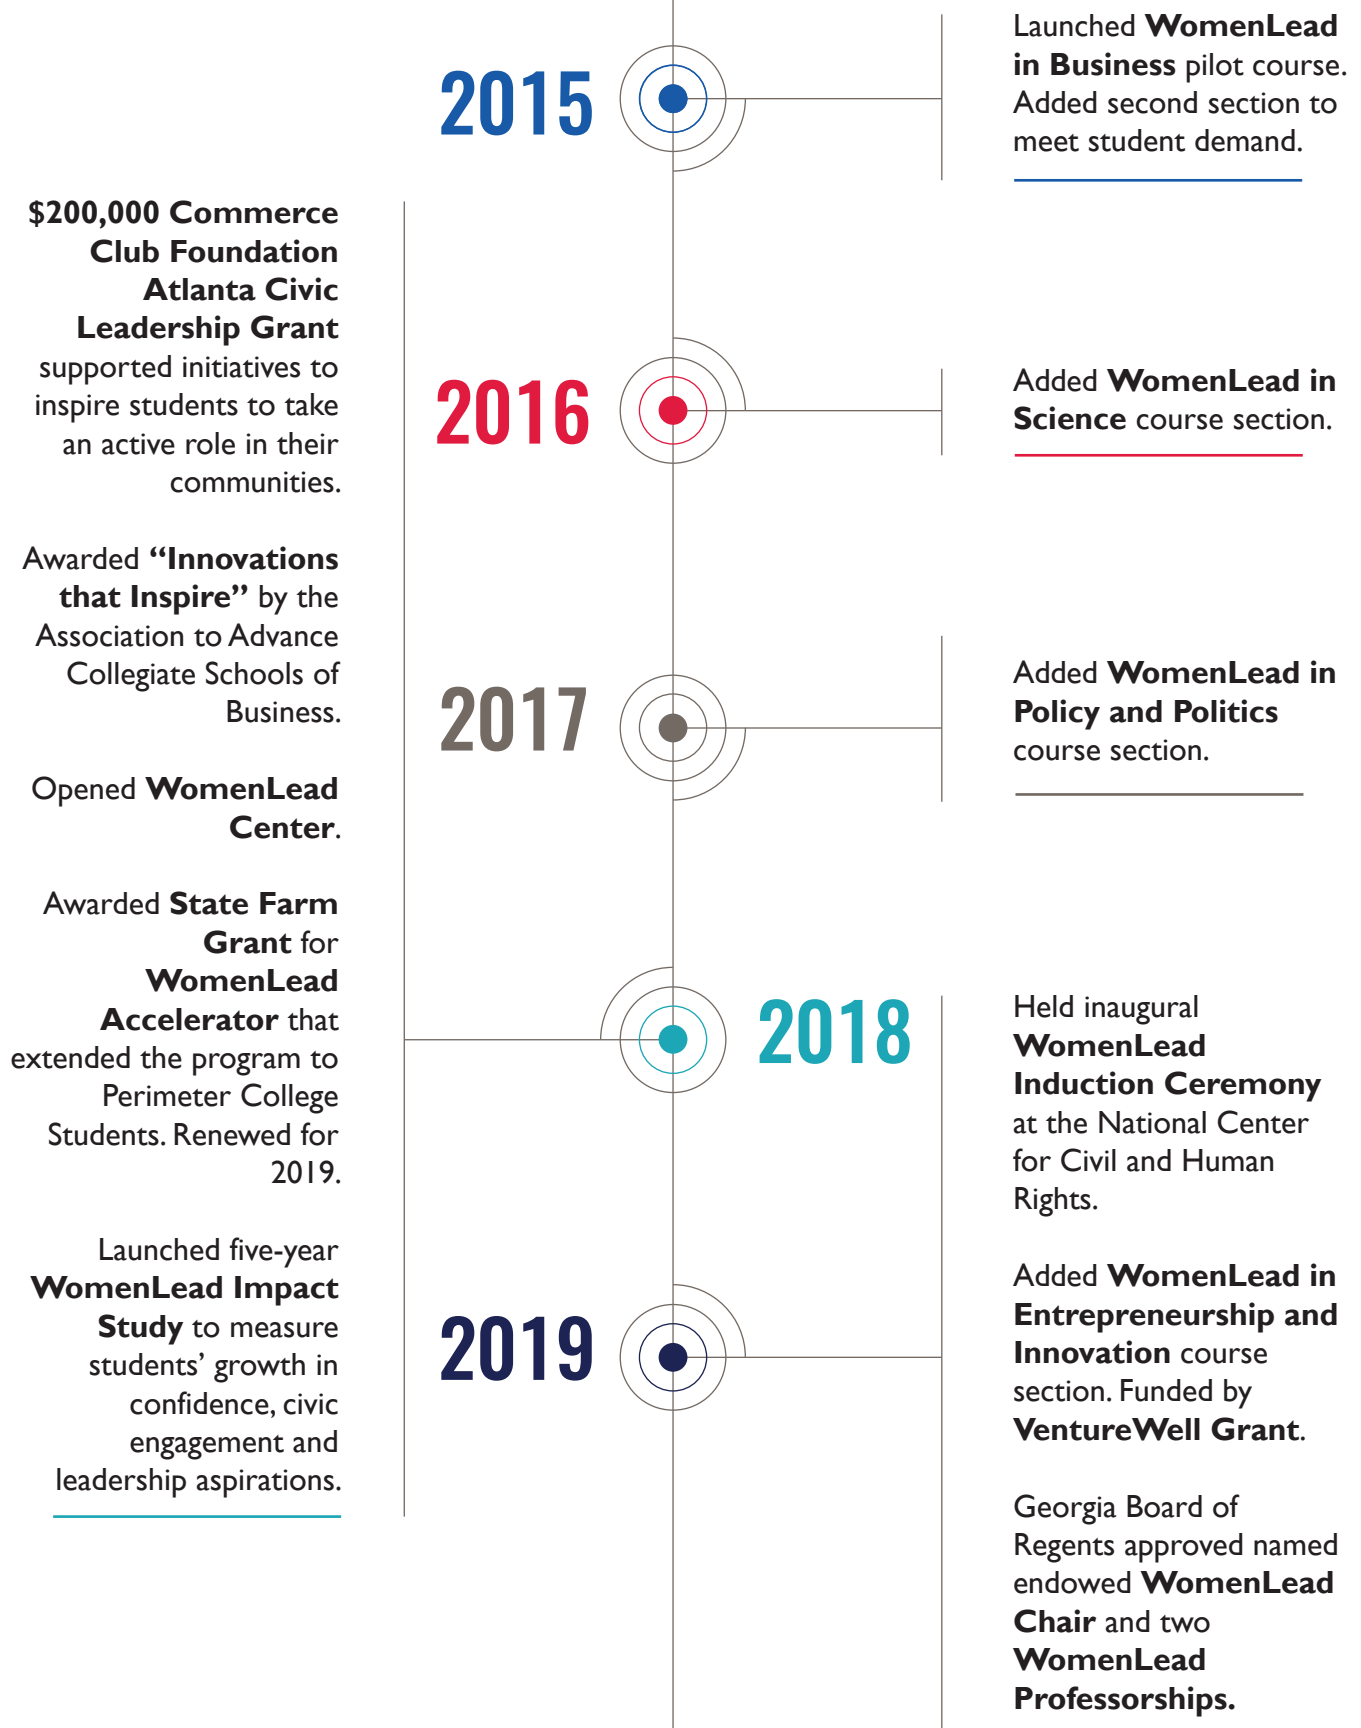 2015
Launched WomenLead
in Business pilot course.
Added second section to
meet student demand.
2016
Added WomenLead in
Science course section.
2017
Added WomenLead in
Policy and Politics
course section.
2018
$200,000 Commerce
Club Foundation
Atlanta Civic
Leadership Grant
supported initiatives to
inspire students to take
an active role in their
communities.
Awarded “Innovations
that Inspire” by the
Association to Advance
Collegiate Schools of
Business.
Opened WomenLead
Center.
Awarded State Farm
Grant for
WomenLead
Accelerator that
extended the program to
Perimeter College
Students. Renewed for
2019.
Launched five-year
WomenLead Impact
Study to measure
students’ growth in
confidence, civic
engagement and
leadership aspirations.
2019
Held inaugural
WomenLead
Induction Ceremony
at the National Center
for Civil and Human
Rights.
Added WomenLead in
Entrepreneurship and
Innovation course
section. Funded by
VentureWell Grant.
Georgia Board of
Regents approved named
endowed WomenLead
Chair and two
WomenLead
Professorships.